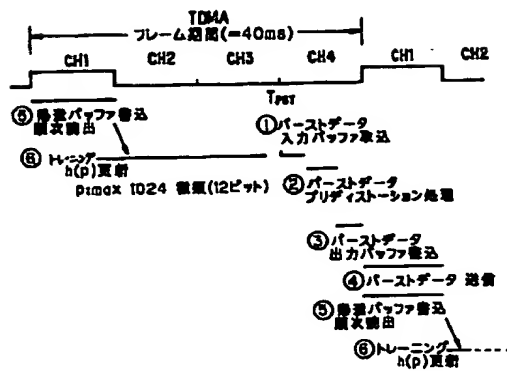 TDMA
フレーム期間(=40ms)
CH1 CH2 CH3 CH4 CH1 CH2
TPST
⑤帰還バッファ書込
順次読出
①バーストデータ
入力バッファ取込
⑥トレーニング
h(p)更新
p:max 1024 種類(12ビット)
②バーストデータ
プリディストーション処理
③バーストデータ
出力バッファ書込
④バーストデータ 送信
⑤帰還バッファ書込
順次読出
⑥トレーニング
h(p)更新